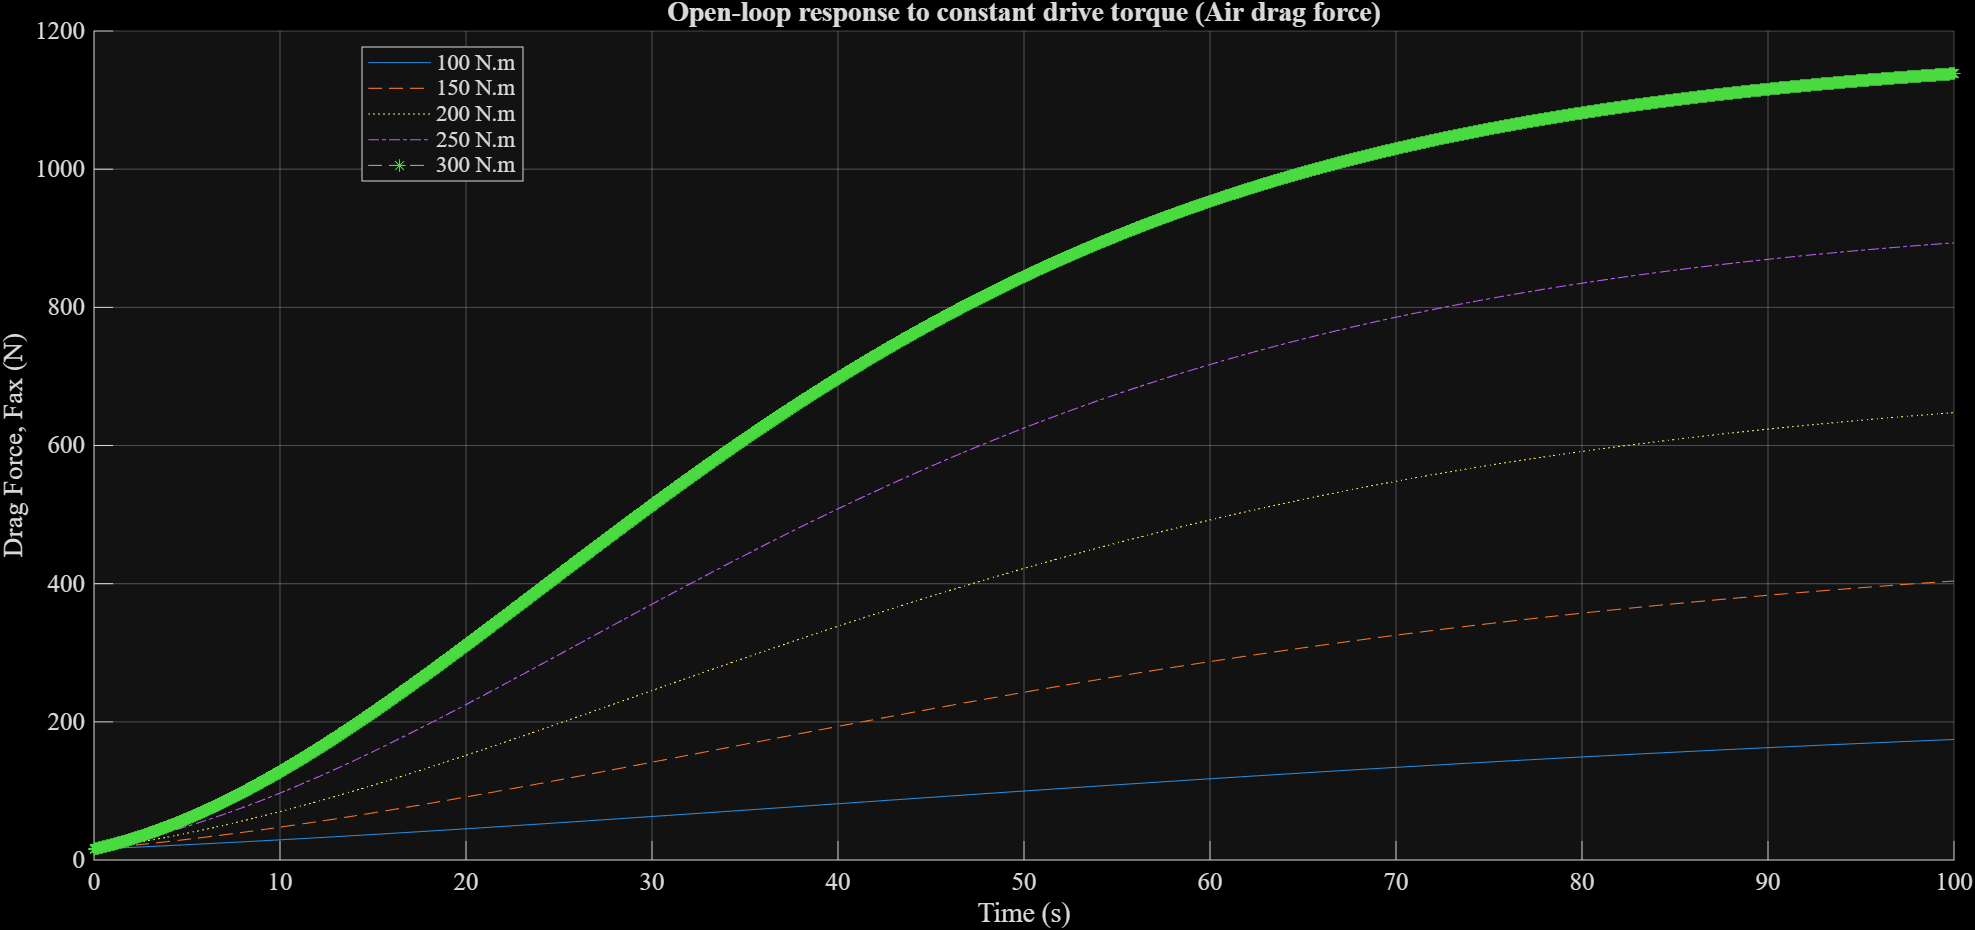 Open-loop response to constant drive torque (Air drag force)
1200
1000
800
600
400
200
0
Drag Force, Fax (N)
100 N.m
150 N.m
200 N.m
250 N.m
300 N.m
0 10 20 30 40 50 60 70 80 90 100
Time (s)